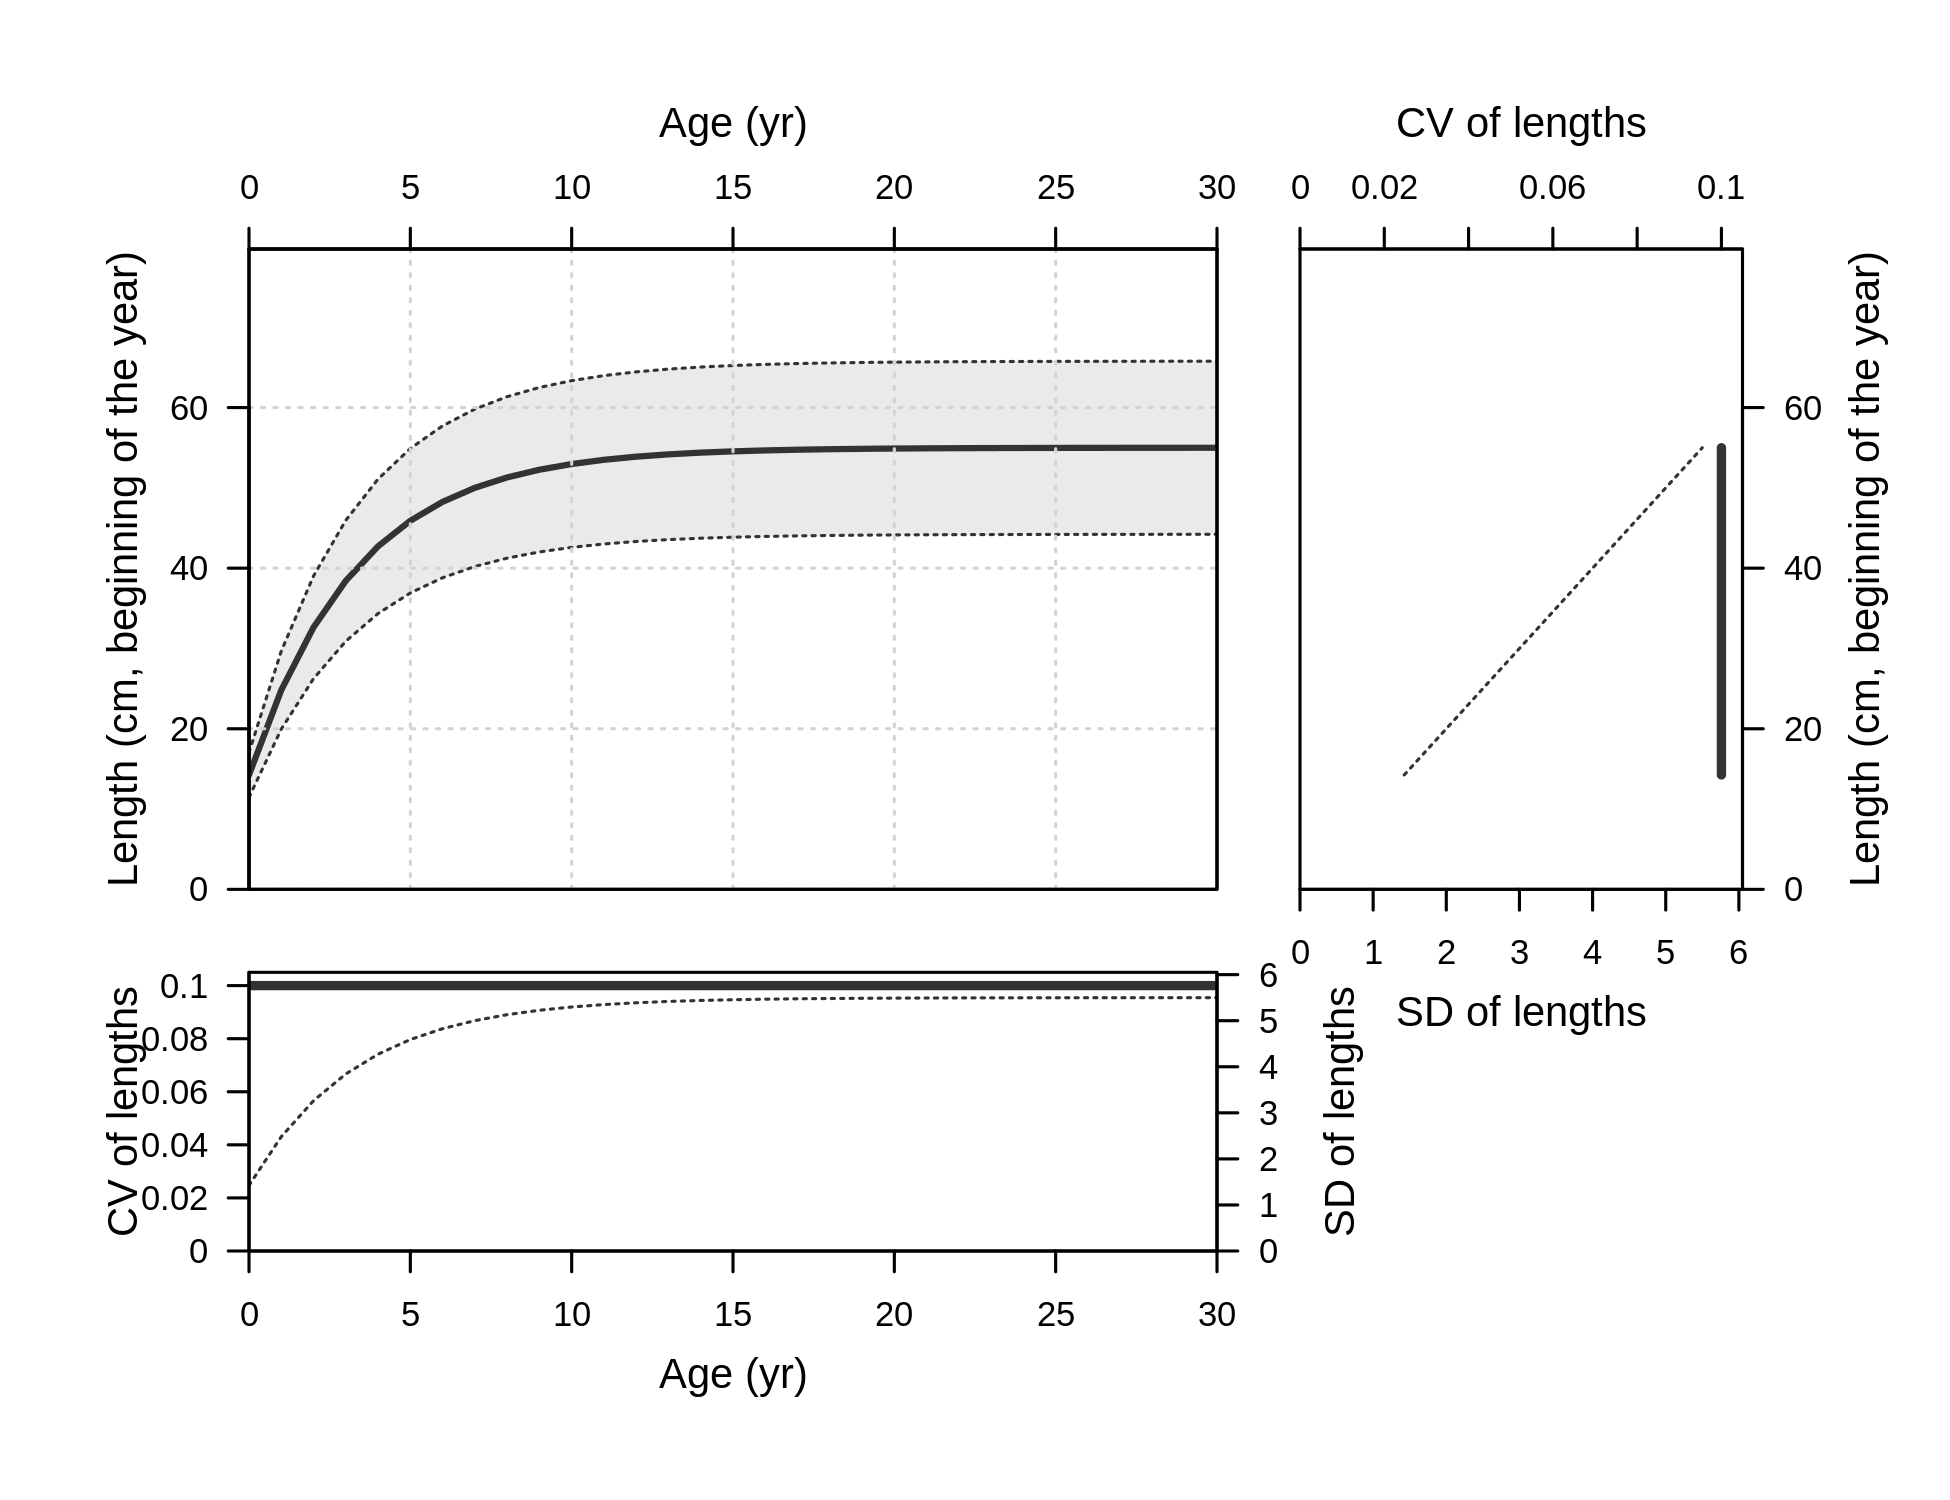 Age (yr)
CV of lengths
0 5 10 15 20 25 30
0 0.02 0.06 0.1
Length (cm, beginning of the year)
60
40
20
0
60
40
20
0
Length (cm, beginning of the year)
0 1 2 3 4 5 6
SD of lengths
CV of lengths
0.1
0.08
0.06
0.04
0.02
0
6
5
4
3
2
1
0
SD of lengths
0 5 10 15 20 25 30
Age (yr)